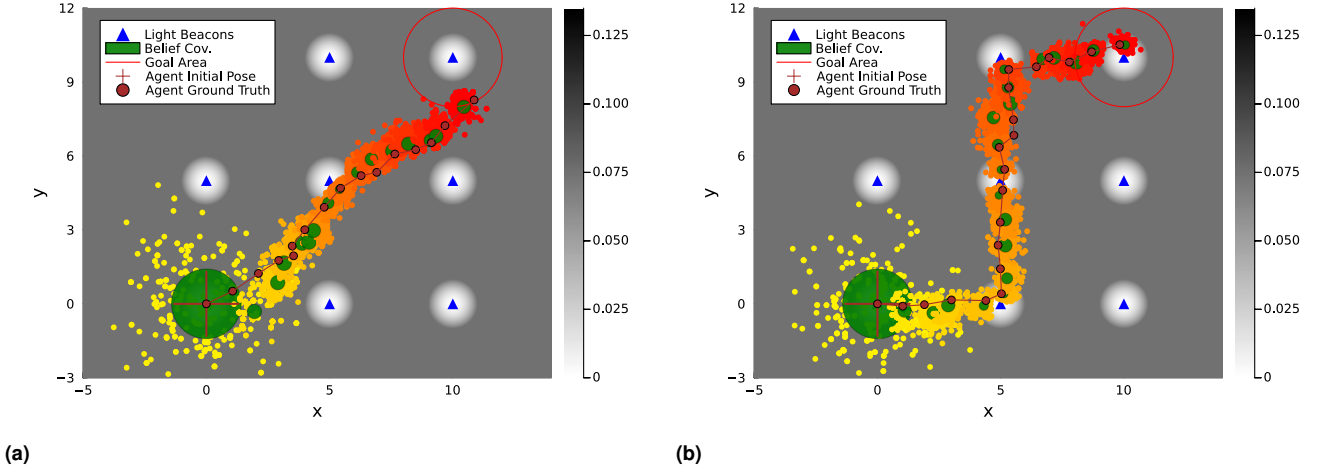 12
9
6
3
0
−3
y
−5
0
5
10
x
Light Beacons
Belief Cov.
Goal Area
Agent Initial Pose
Agent Ground Truth
0.125
0.100
0.075
0.050
0.025
0
(a)
12
9
6
3
0
−3
y
−5
0
5
10
x
Light Beacons
Belief Cov.
Goal Area
Agent Initial Pose
Agent Ground Truth
0.125
0.100
0.075
0.050
0.025
0
(b)